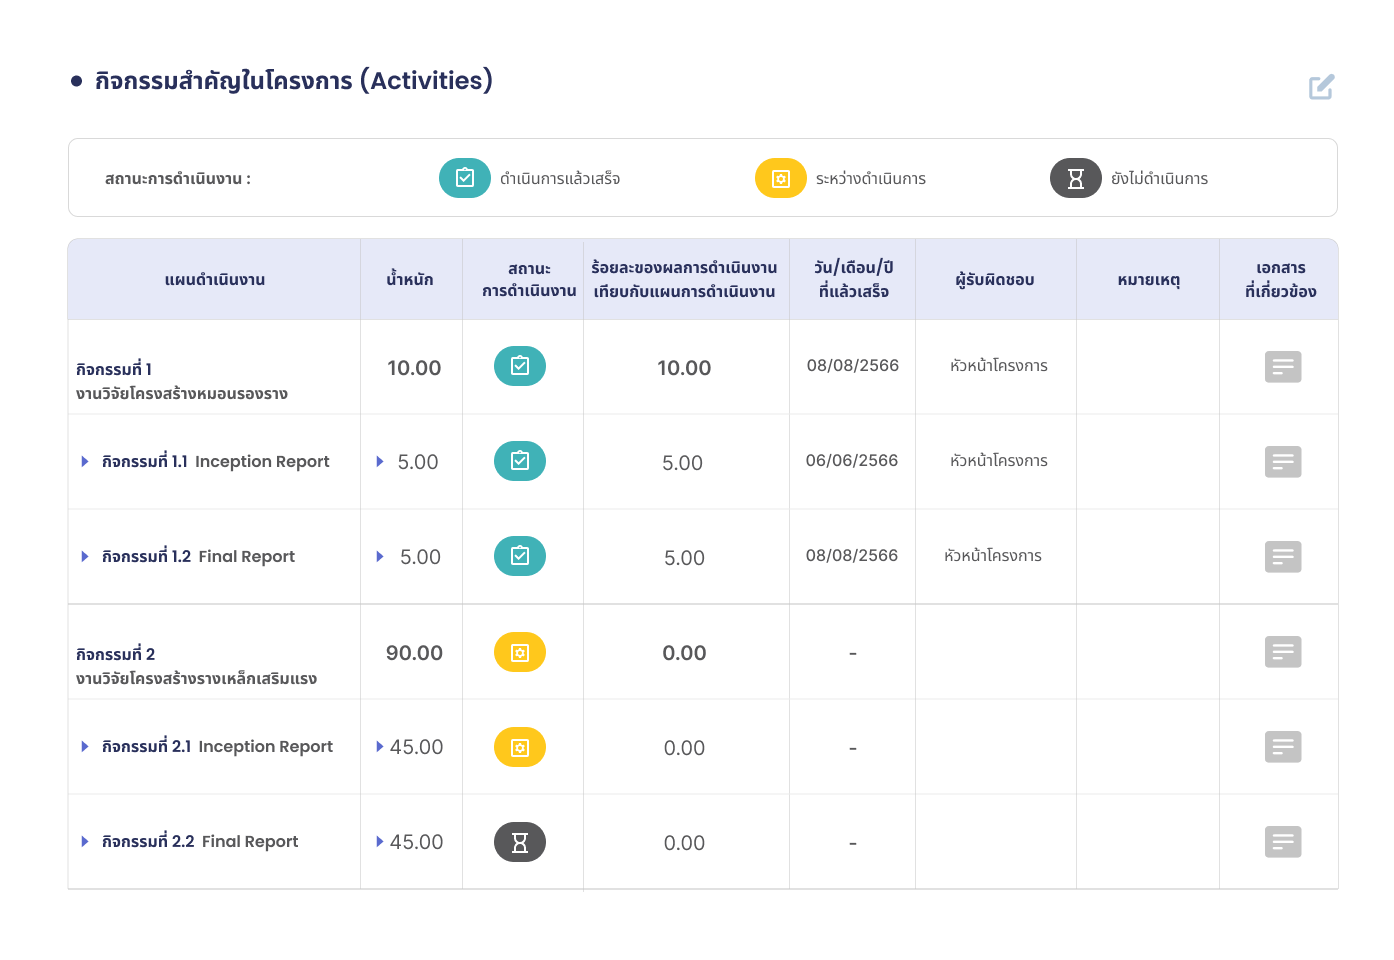 กิจกรรมสำคัญในโครงการ (Activities)
สถานะการดำเนินงาน :
ดำเนินการแล้วเสร็จ
ระหว่างดำเนินการ
ยังไม่ดำเนินการ
แผนดำเนินงาน
น้ำหนัก
สถานะ
การดำเนินงาน
ร้อยละของผลการดำเนินงาน
เทียบกับแผนการดำเนินงาน
วัน/เดือน/ปี
ที่แล้วเสร็จ
ผู้รับผิดชอบ
หมายเหตุ
เอกสาร
ที่เกี่ยวข้อง
กิจกรรมที่ 1
งานวิจัยโครงสร้างหมอนรองราง
10.00
10.00
08/08/2566
หัวหน้าโครงการ
กิจกรรมที่ 1.1 Inception Report
5.00
5.00
06/06/2566
หัวหน้าโครงการ
กิจกรรมที่ 1.2 Final Report
5.00
5.00
08/08/2566
หัวหน้าโครงการ
กิจกรรมที่ 2
งานวิจัยโครงสร้างรางเหล็กเสริมแรง
90.00
0.00
-
กิจกรรมที่ 2.1 Inception Report
45.00
0.00
-
กิจกรรมที่ 2.2 Final Report
45.00
0.00
-